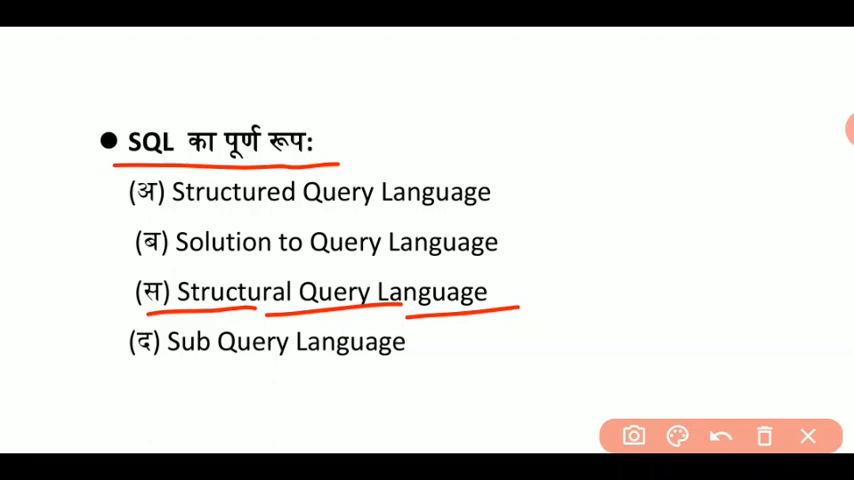 ● SQL का पूर्ण रूप:
(अ) Structured Query Language
(ब) Solution to Query Language
(स) Structural Query Language
(द) Sub Query Language